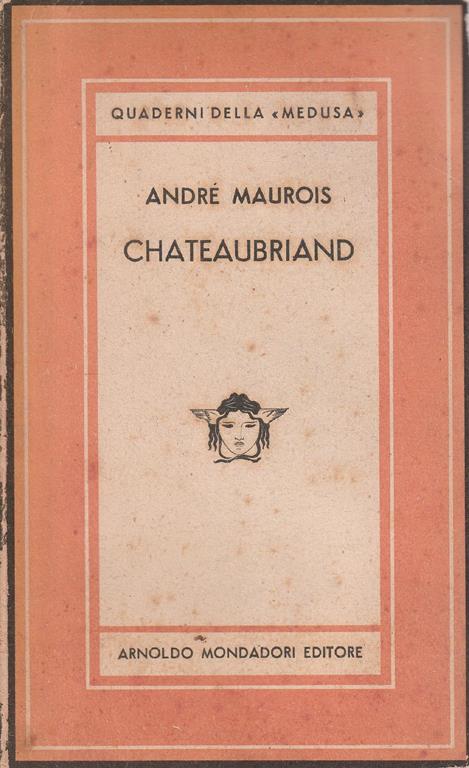 QUADERNI DELLA «MEDUSA»
ANDRÉ MAUROIS
CHATEAUBRIAND
ARNOLDO MONDADORI EDITORE